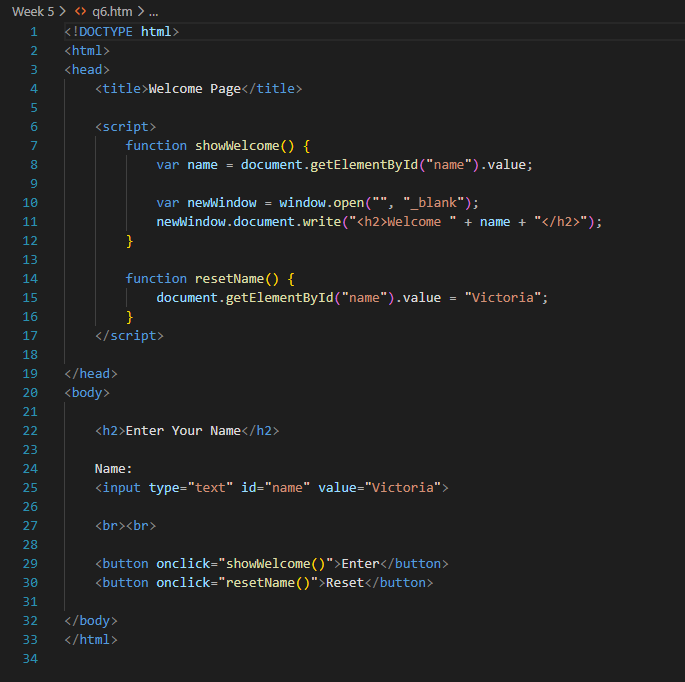 Week 5 > <> q6.htm > ...
1 <!DOCTYPE html>
2 <html>
3 <head>
4     <title>Welcome Page</title>
5
6     <script>
7         function showWelcome() {
8             var name = document.getElementById("name").value;
9
10             var newWindow = window.open("", "_blank");
11             newWindow.document.write("<h2>Welcome " + name + "</h2>");
12         }
13
14         function resetName() {
15             document.getElementById("name").value = "Victoria";
16         }
17     </script>
18
19 </head>
20 <body>
21
22     <h2>Enter Your Name</h2>
23
24     Name:
25     <input type="text" id="name" value="Victoria">
26
27     <br><br>
28
29     <button onclick="showWelcome()">Enter</button>
30     <button onclick="resetName()">Reset</button>
31
32 </body>
33 </html>
34